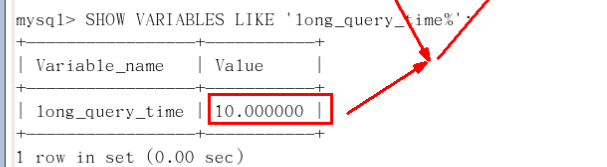 mysql> SHOW VARIABLES LIKE 'long_query_time%';
+-----------------+-----------+
| Variable_name | Value |
+-----------------+-----------+
| long_query_time | 10.000000 |
+-----------------+-----------+
1 row in set (0.00 sec)